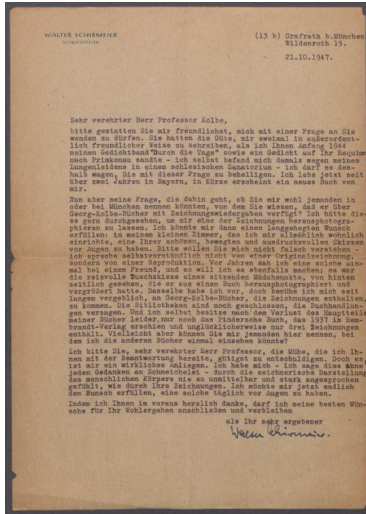 WALTER SCHIRMEIER
(13 b) Grafrath b.München
Wildenroth 19.
21.10.1947.
Sehr verehrter Herr Professor Kolbe,
bitte gestatten Sie mir freundlichst, mich mit einer Frage an Sie
wenden zu dürfen. Sie hatten die Güte, mir zweimal in außerordent-
lich freundlicher Weise zu schreiben, als ich Ihnen Anfang 1944
meinen Gedichtband "Durch die Tage" sowie ein Gedicht auf Ihr Requiem
nach Primkenau sandte - ich selbst befand mich damals wegen meines
Lungenleidens in einem schlesischen Sanatorium - ich darf es des-
halb wagen, Sie mit dieser Frage zu behelligen. Ich lebe jetzt seit
über zwei Jahren in Bayern, in Kürze erscheint ein neues Buch von
mir.
Nun aber meine Frage, die dahin geht, ob Sie mir wohl jemanden in
oder bei München nennen könnten, von dem Sie wissen, daß er über
Georg-Kolbe-Bücher mit Zeichnungswiedergaben verfügt? Ich hätte die-
se gern durchgesehen, um mir eine der Zeichnungen herausphotogra-
phieren zu lassen. Ich könnte mir dann einen langgehegten Wunsch
erfüllen: in meinem kleinen Zimmer, das ich mir allmählich wohnlich
einrichte, eine Ihrer schönen, bewegten und ausdrucksvollen Skizzen
vor Augen zu haben. Bitte wollen Sie mich nicht falsch verstehen -
ich spreche selbstverständlich nicht von einer Originalzeichnung,
sondern von einer Reproduktion. Vor Jahren sah ich eine solche ein-
mal bei einem Freund, und so will ich es ebenfalls machen; es war
die reizvolle Tuschskizze eines sitzenden Mädchenakts, von hinten
seitlich gesehen, die er aus einem Buch herausphotographiert und
vergrößert hatte. Dasselbe habe ich vor, doch bemühe ich mich seit
langem vergeblich, an Georg-Kolbe-Bücher, die Zeichnungen enthalten,
zu kommen. Die Bibliotheken sind noch geschlossen, die Buchhandlun-
gen versagen. Und ich selbst besitze nach dem Verlust des Hauptteils
meiner Bücher leider nur noch das Pindersche Buch, das 1937 im Rem-
brandt-Verlag erschien und unglücklicherweise nur drei Zeichnungen
enthält. Vielleicht aber können Sie mir jemanden hier nennen, bei
dem ich die anderen Bücher einmal einsehen könnte?
Ich bitte Sie, sehr verehrter Herr Professor, die Mühe, die ich Ih-
nen mit der Beantwortung bereite, gütigst zu entschuldigen. Doch es
ist mir ein wirkliches Anliegen. Ich habe mich - ich sage dies ohne
jeden Gedanken an Schmeichelei - durch die zeichnerische Darstellung
des menschlichen Körpers nie so unmittelbar und stark angesprochen
gefühlt, wie durch Ihre Zeichnungen. Ich möchte mir jetzt endlich
den Wunsch erfüllen, eine solche täglich vor Augen zu haben.
Indem ich Ihnen im voraus herzlich danke, darf ich meine besten Wün-
sche für Ihr Wohlergehen anschließen und verbleiben
als Ihr sehr ergebener
Walter Schirmeier.